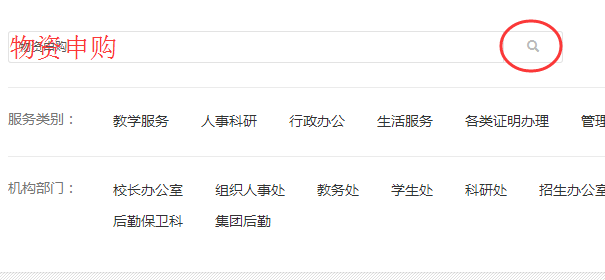 物资申购
服务类别： 教学服务 人事科研 行政办公 生活服务 各类证明办理 管理
机构部门： 校长办公室 组织人事处 教务处 学生处 科研处 招生办公室
后勤保卫科 集团后勤